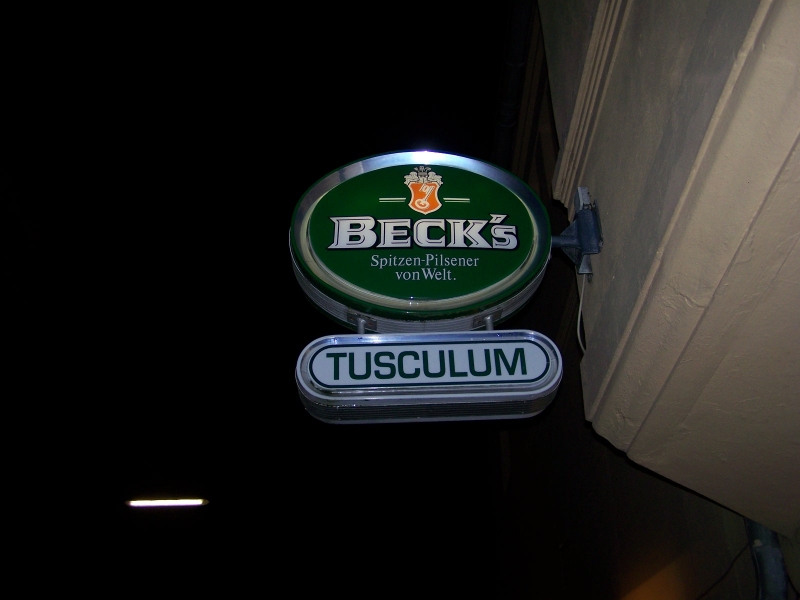 BECK'S
Spitzen-Pilsener
von Welt.
TUSCULUM